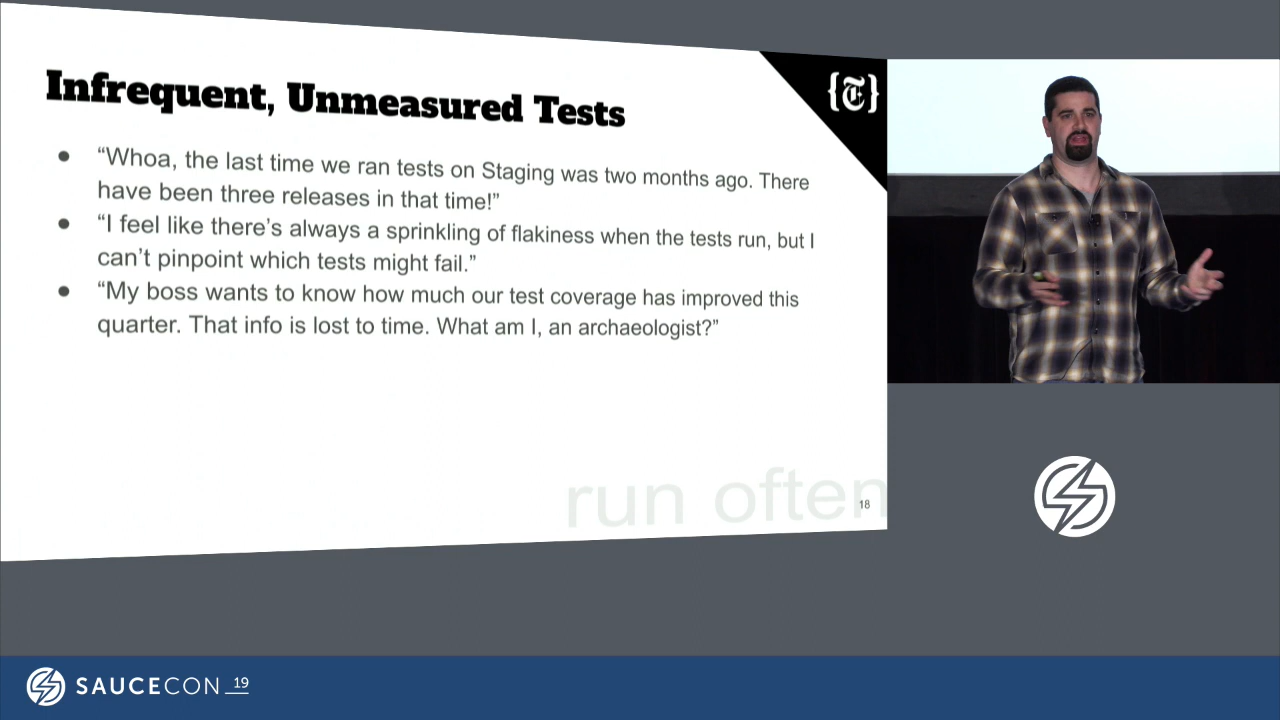 Infrequent, Unmeasured Tests
{T}
● “Whoa, the last time we ran tests on Staging was two months ago. There
have been three releases in that time!”
● “I feel like there’s always a sprinkling of flakiness when the tests run, but I
can’t pinpoint which tests might fail.”
● “My boss wants to know how much our test coverage has improved this
quarter. That info is lost to time. What am I, an archaeologist?”
run often
18
SAUCECON 19